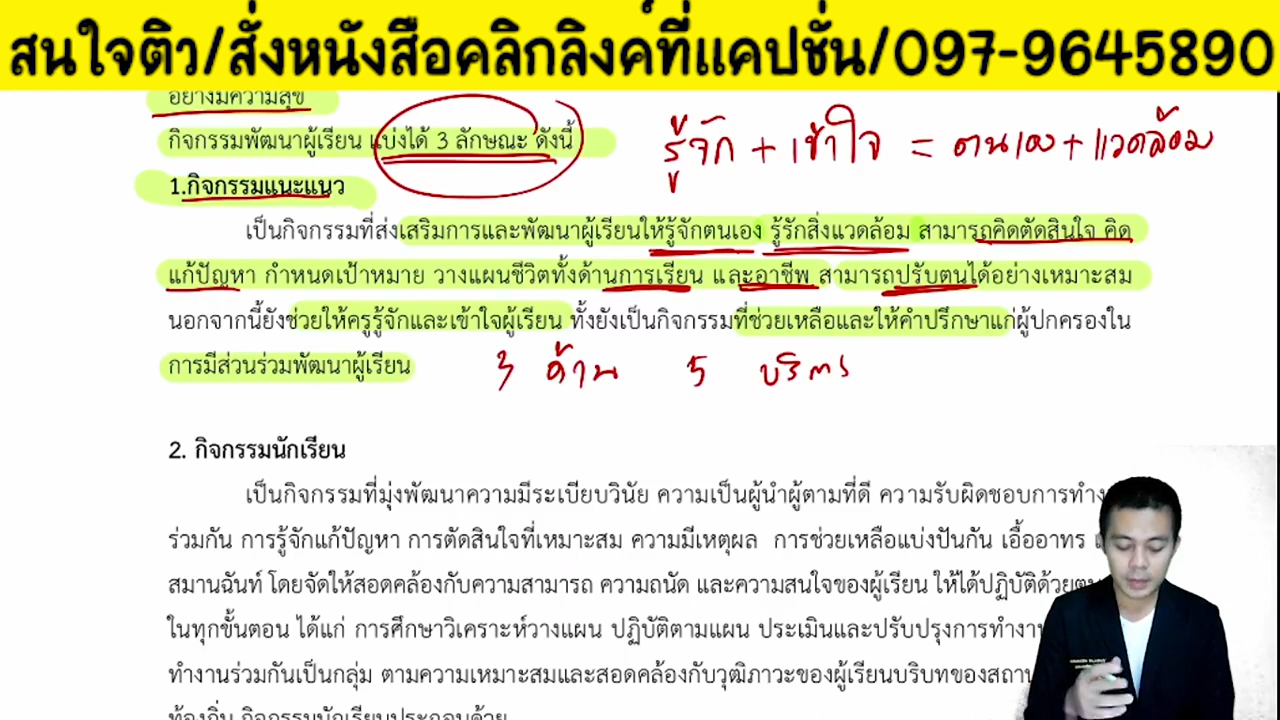 สนใจติว/สั่งหนังสือคลิกลิงค์ที่แคปชั่น/097-9645890
อย่างมีความสุข
กิจกรรมพัฒนาผู้เรียน แบ่งได้ 3 ลักษณะ ดังนี้
รู้จัก + เข้าใจ = ตนเอง + แวดล้อม
1.กิจกรรมแนะแนว
เป็นกิจกรรมที่ส่งเสริมการและพัฒนาผู้เรียนให้รู้จักตนเอง รู้รักสิ่งแวดล้อม สามารถคิดตัดสินใจ คิด
แก้ปัญหา กำหนดเป้าหมาย วางแผนชีวิตทั้งด้านการเรียน และอาชีพ สามารถปรับตนได้อย่างเหมาะสม
นอกจากนี้ยังช่วยให้ครูรู้จักและเข้าใจผู้เรียน ทั้งยังเป็นกิจกรรมที่ช่วยเหลือและให้คำปรึกษาแก่ผู้ปกครองใน
การมีส่วนร่วมพัฒนาผู้เรียน
3 ด้าน 5 บริการ
2. กิจกรรมนักเรียน
เป็นกิจกรรมที่มุ่งพัฒนาความมีระเบียบวินัย ความเป็นผู้นำผู้ตามที่ดี ความรับผิดชอบการทำง
ร่วมกัน การรู้จักแก้ปัญหา การตัดสินใจที่เหมาะสม ความมีเหตุผล การช่วยเหลือแบ่งปันกัน เอื้ออาทร
สมานฉันท์ โดยจัดให้สอดคล้องกับความสามารถ ความถนัด และความสนใจของผู้เรียน ให้ได้ปฏิบัติด้วยตน
ในทุกขั้นตอน ได้แก่ การศึกษาวิเคราะห์วางแผน ปฏิบัติตามแผน ประเมินและปรับปรุงการทำงาน
ทำงานร่วมกันเป็นกลุ่ม ตามความเหมาะสมและสอดคล้องกับวุฒิภาวะของผู้เรียนบริบทของสถาน
ท้องถิ่น กิจกรรมนักเรียนประกอบด้วย